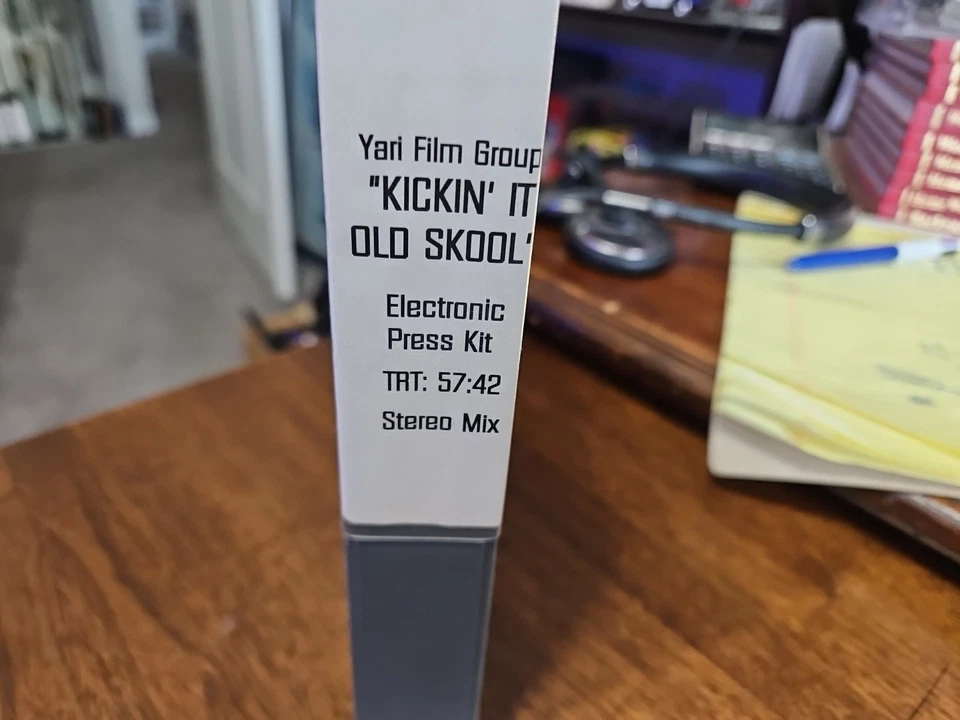 Yari Film Group
"KICKIN' IT
OLD SKOOL"
Electronic
Press Kit
TRT: 57:42
Stereo Mix